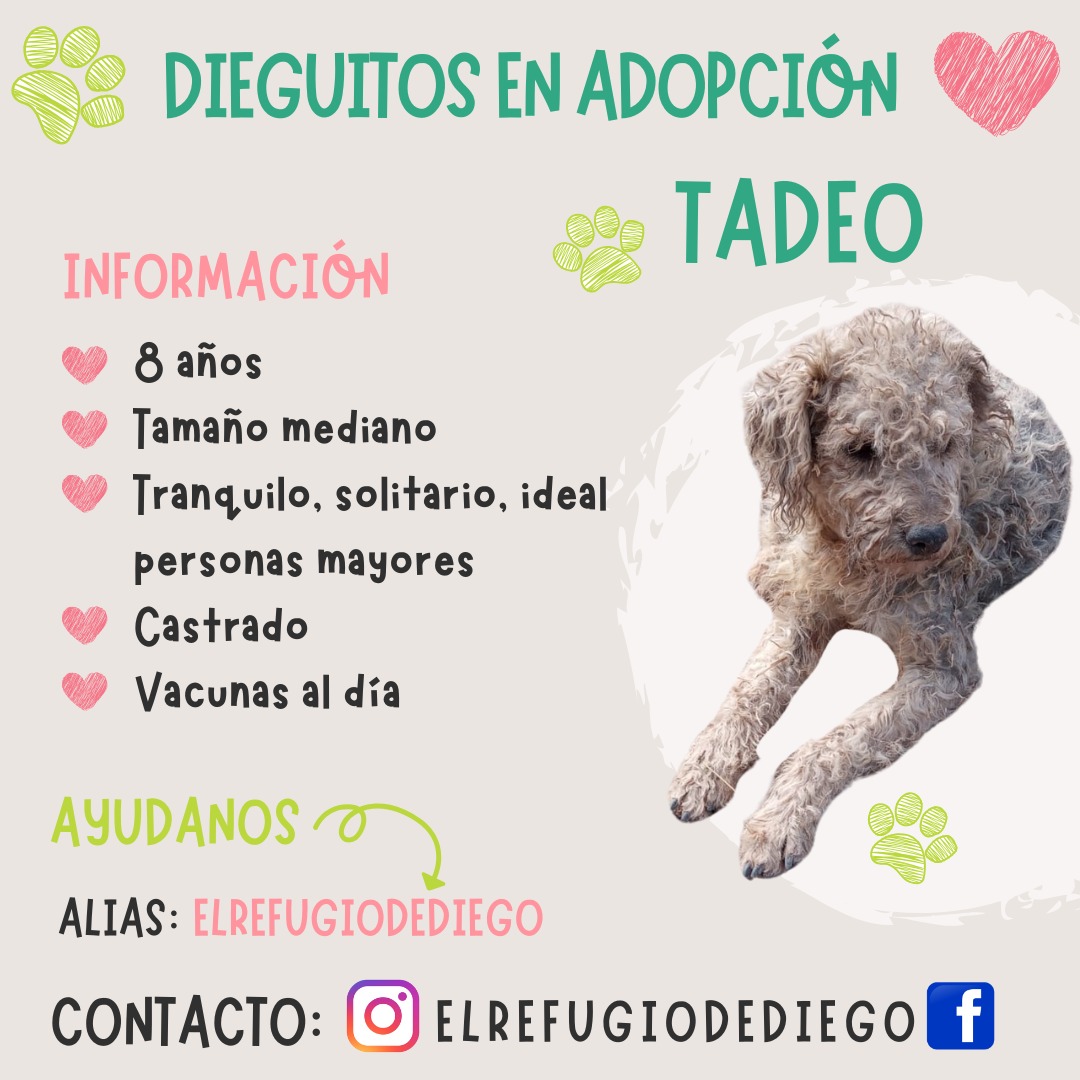 DIEGUITOS EN ADOPCIÓN
TADEO
INFORMACIÓN
8 años
Tamaño mediano
Tranquilo, solitario, ideal
personas mayores
Castrado
Vacunas al día
AYUDANOS
ALIAS: ELREFUGIODEDIEGO
CONTACTO: ELREFUGIODEDIEGO f